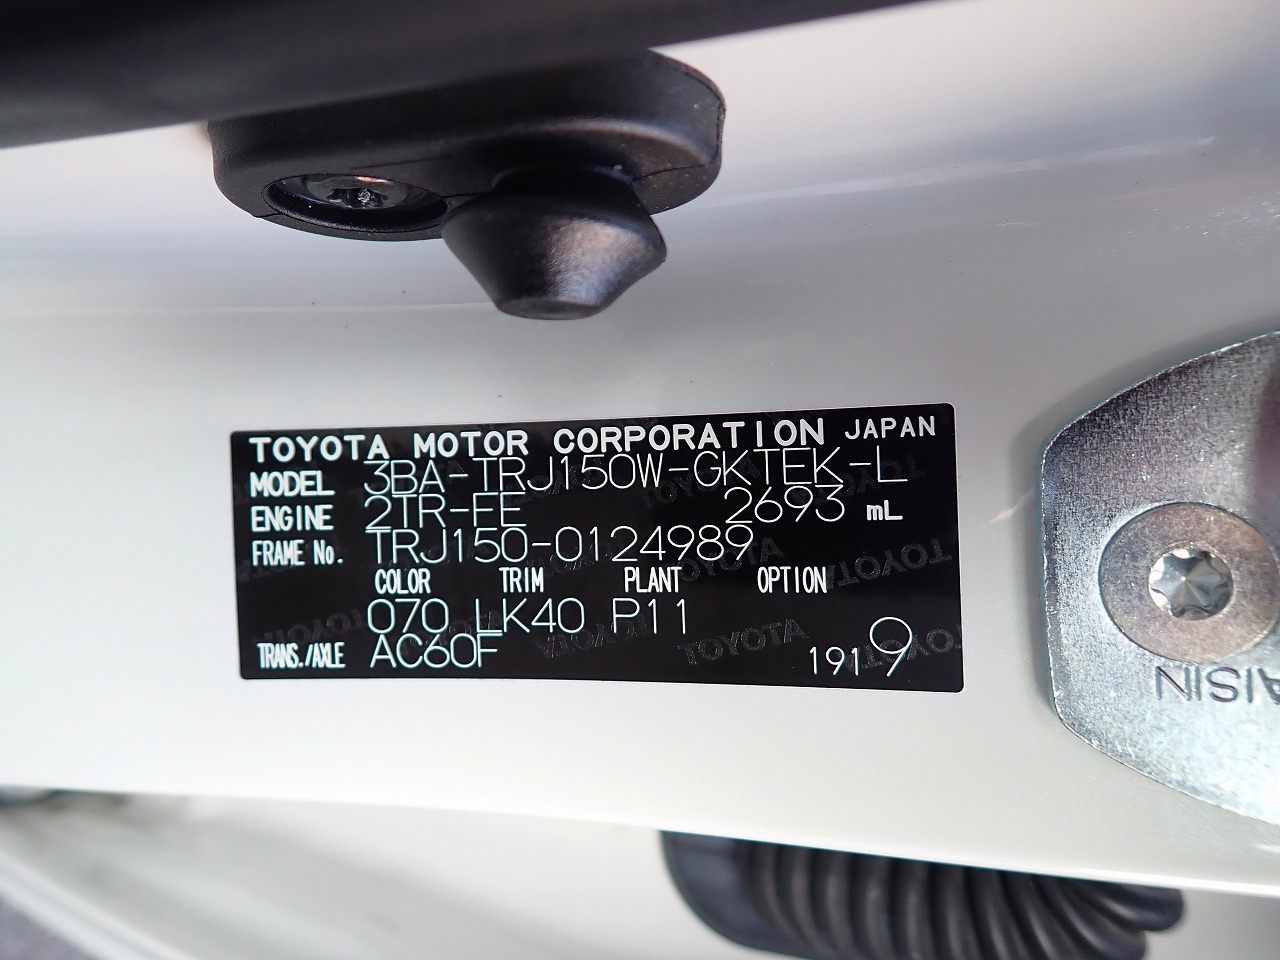 TOYOTA MOTOR CORPORATION JAPAN
MODEL 3BA-TRJ150W-GKTEK-L
ENGINE 2TR-FE 2693 mL
FRAME No. TRJ150-0124989
COLOR TRIM PLANT OPTION
070 LK40 P11
TRANS./AXLE AC60F 1919
AISIN